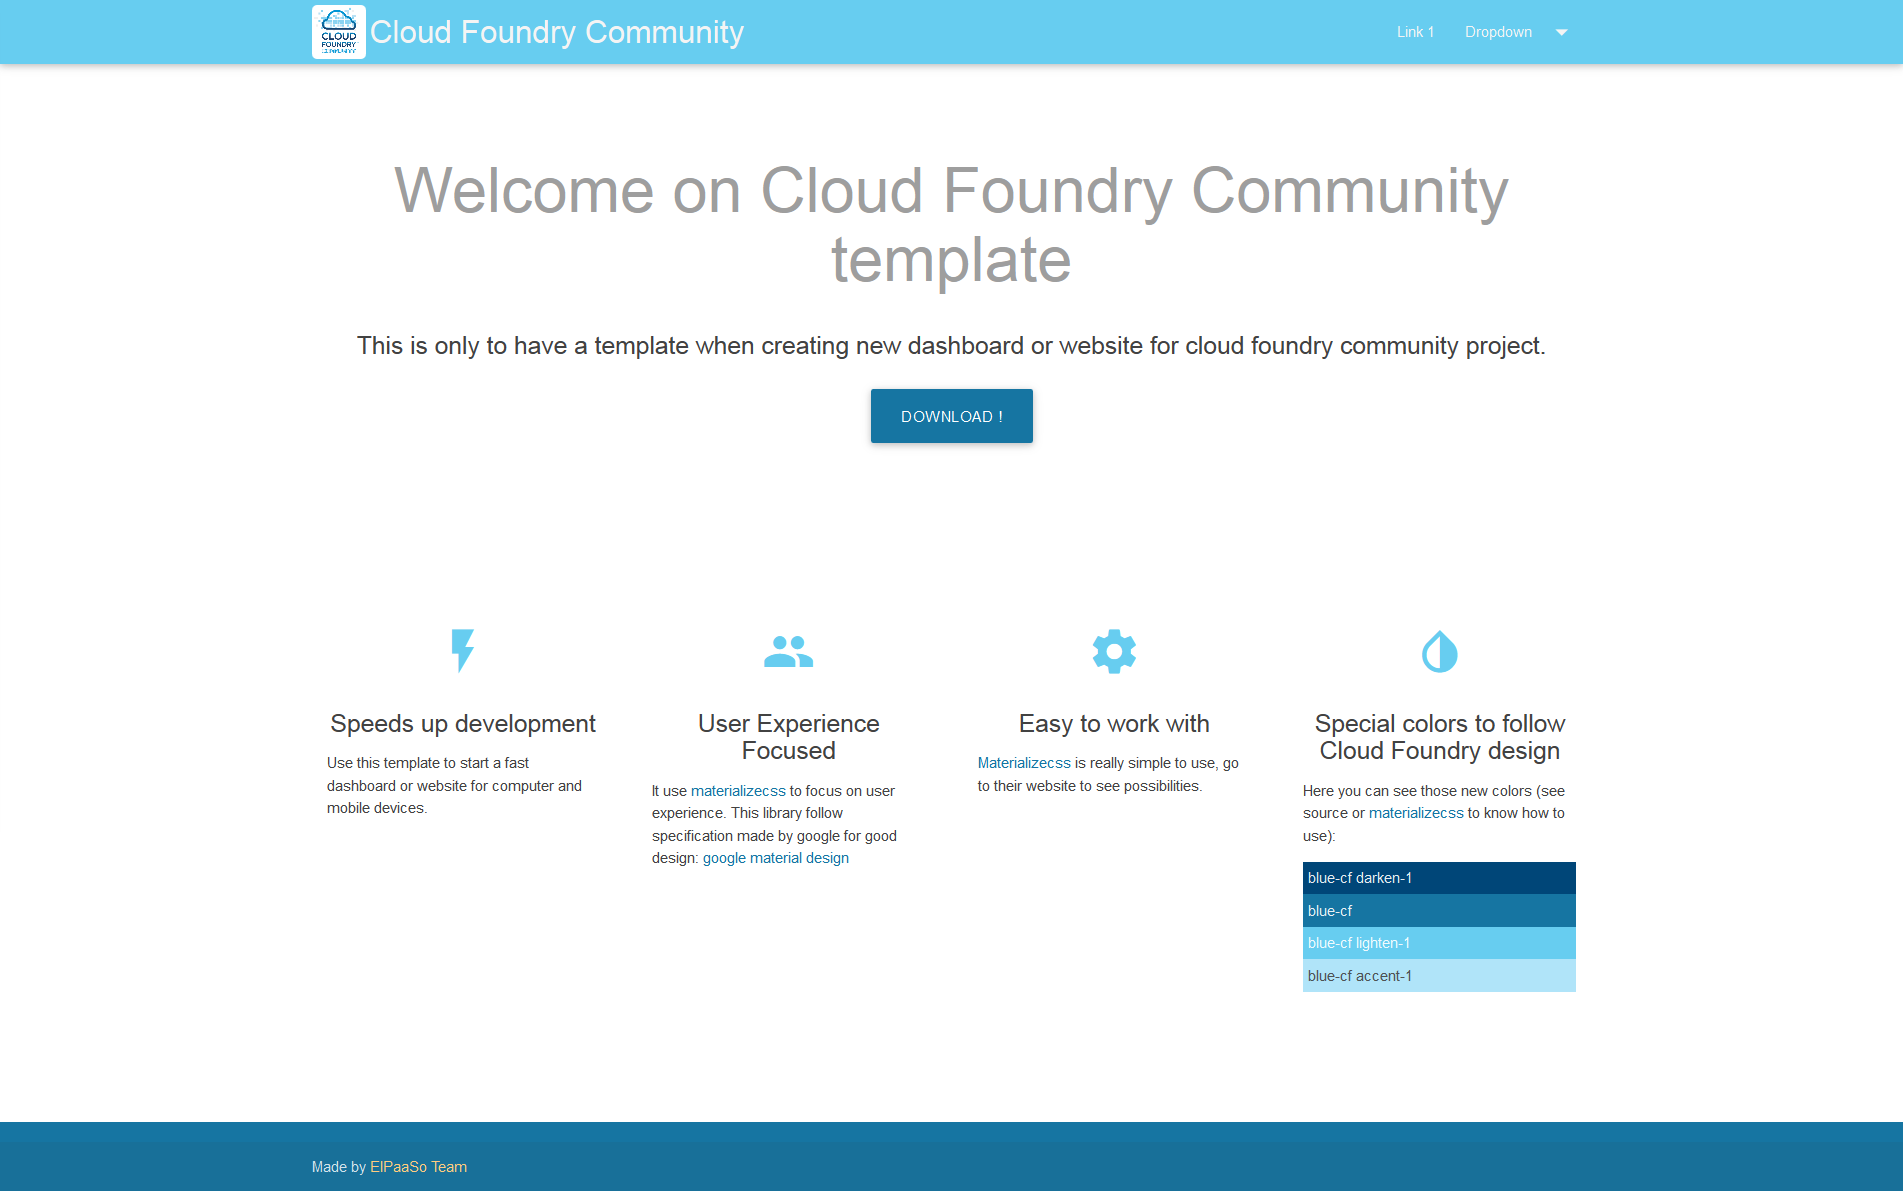 CLOUD
FOUNDRY
Cloud Foundry Community
Link 1
Dropdown
Welcome on Cloud Foundry Community
template
This is only to have a template when creating new dashboard or website for cloud foundry community project.
DOWNLOAD !
Speeds up development
Use this template to start a fast
dashboard or website for computer and
mobile devices.
User Experience
Focused
It use materializecss to focus on user
experience. This library follow
specification made by google for good
design: google material design
Easy to work with
Materializecss is really simple to use, go
to their website to see possibilities.
Special colors to follow
Cloud Foundry design
Here you can see those new colors (see
source or materializecss to know how to
use):
blue-cf darken-1
blue-cf
blue-cf lighten-1
blue-cf accent-1
Made by ElPaaSo Team